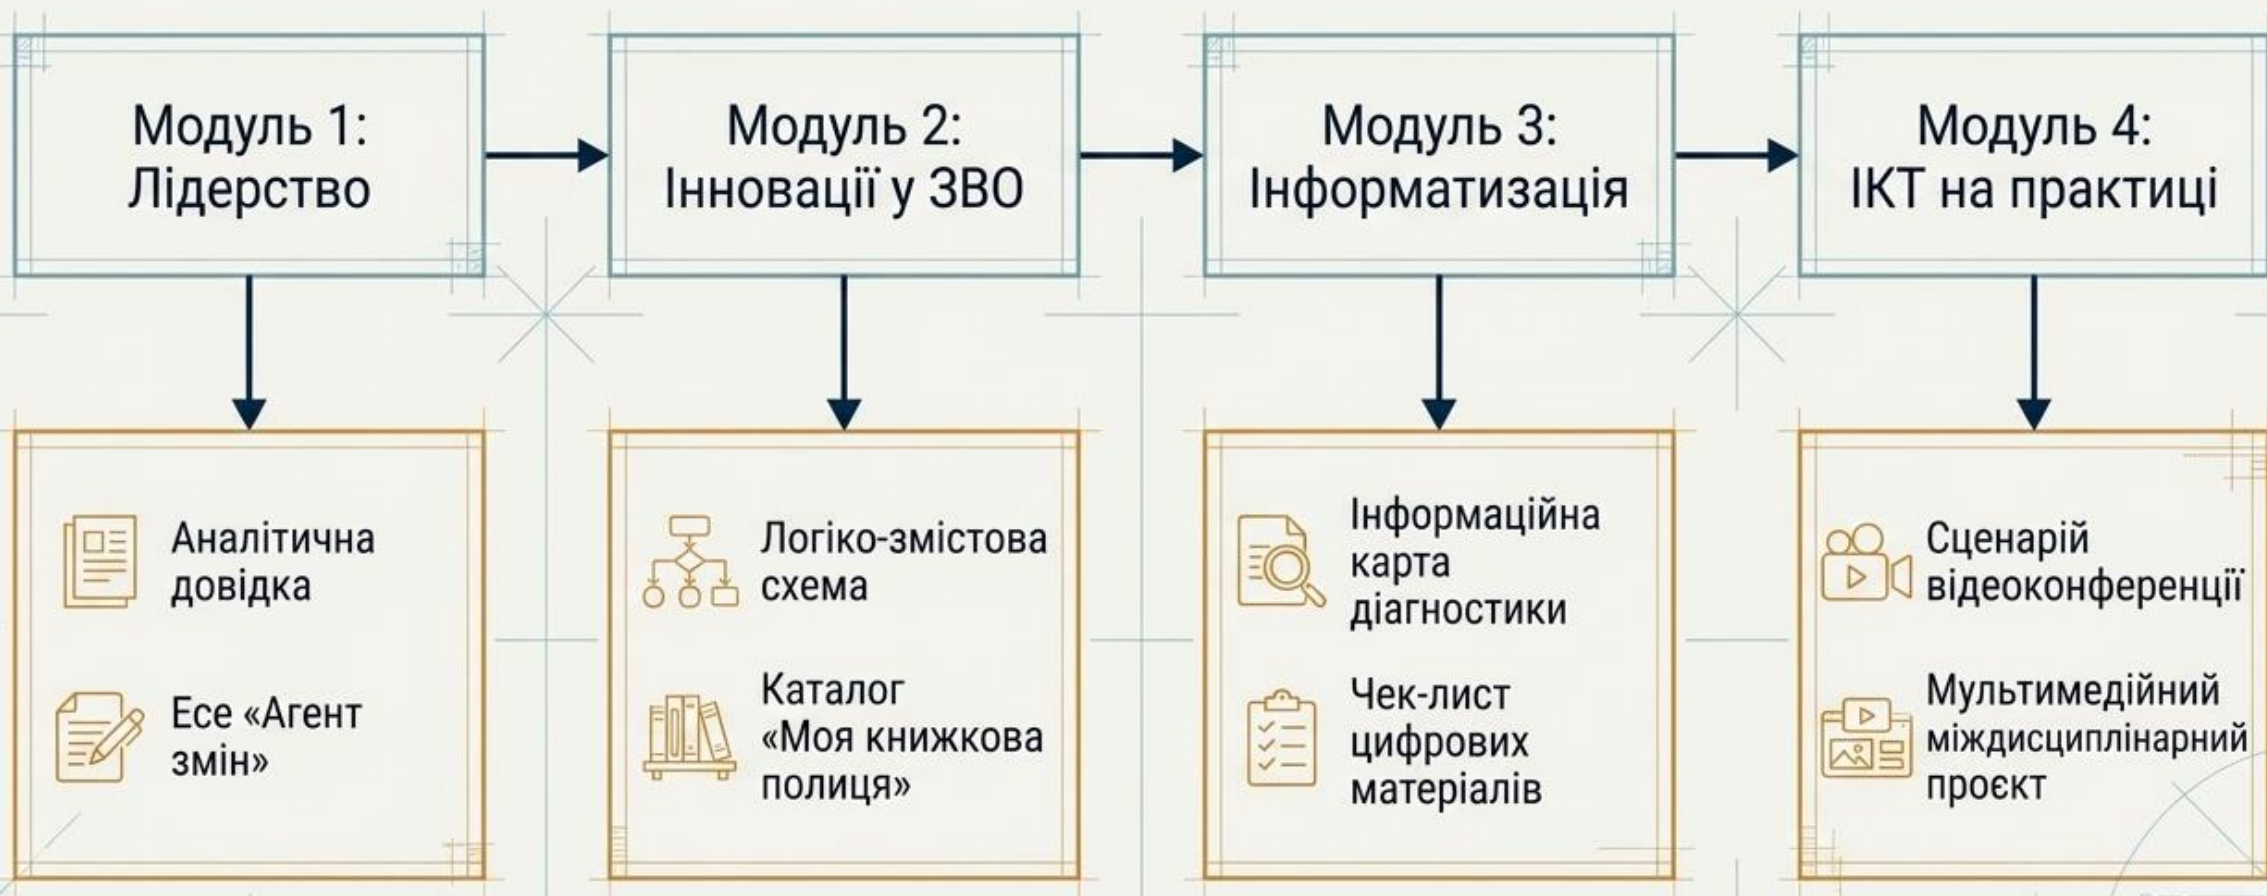 Модуль 1:
Лідерство
Модуль 2:
Інновації у ЗВО
Модуль 3:
Інформатизація
Модуль 4:
ІКТ на практиці
Аналітична
довідка
Есе «Агент
змін»
Логіко-змістова
схема
Каталог
«Моя книжкова
полиця»
Інформаційна
карта
діагностики
Чек-лист
цифрових
матеріалів
Сценарій
відеоконференції
Мультимедійний
міждисциплінарний
проєкт